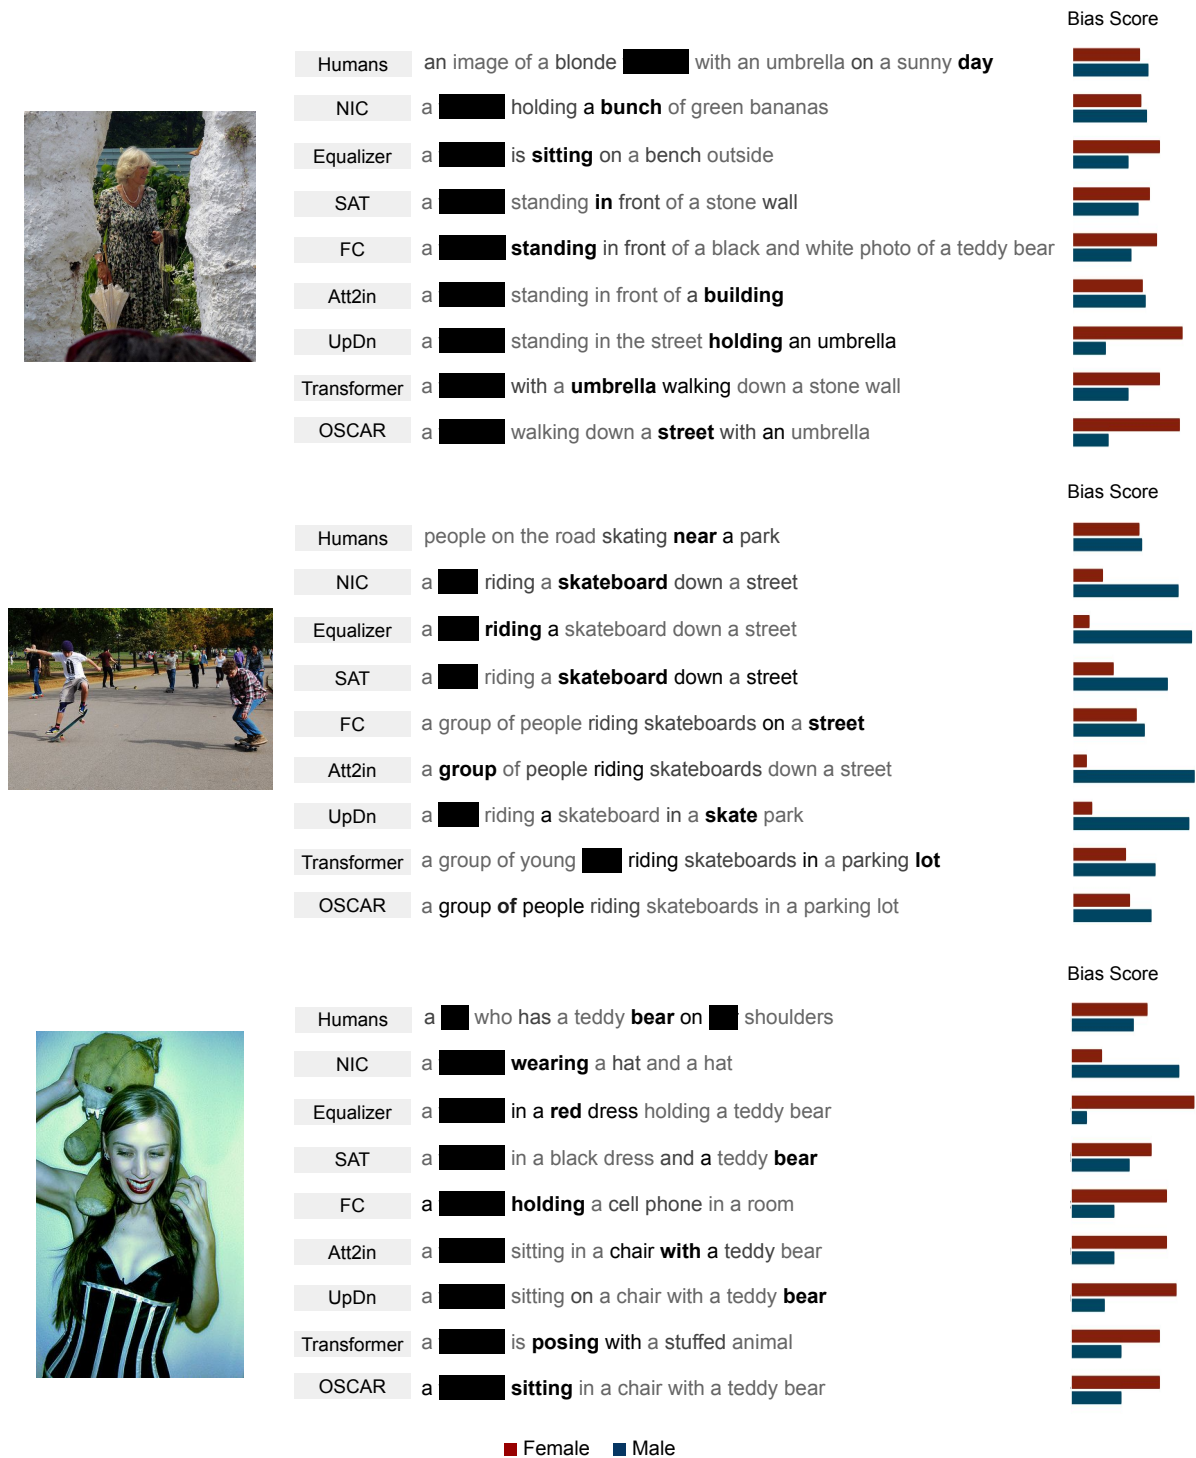 Bias Score
Humans an image of a blonde with an umbrella on a sunny day
NIC a holding a bunch of green bananas
Equalizer a is sitting on a bench outside
SAT a standing in front of a stone wall
FC a standing in front of a black and white photo of a teddy bear
Att2in a standing in front of a building
UpDn a standing in the street holding an umbrella
Transformer a with a umbrella walking down a stone wall
OSCAR a walking down a street with an umbrella
Bias Score
Humans people on the road skating near a park
NIC a riding a skateboard down a street
Equalizer a riding a skateboard down a street
SAT a riding a skateboard down a street
FC a group of people riding skateboards on a street
Att2in a group of people riding skateboards down a street
UpDn a riding a skateboard in a skate park
Transformer a group of young riding skateboards in a parking lot
OSCAR a group of people riding skateboards in a parking lot
Bias Score
Humans a who has a teddy bear on shoulders
NIC a wearing a hat and a hat
Equalizer a in a red dress holding a teddy bear
SAT a in a black dress and a teddy bear
FC a holding a cell phone in a room
Att2in a sitting in a chair with a teddy bear
UpDn a sitting on a chair with a teddy bear
Transformer a is posing with a stuffed animal
OSCAR a sitting in a chair with a teddy bear
Female Male